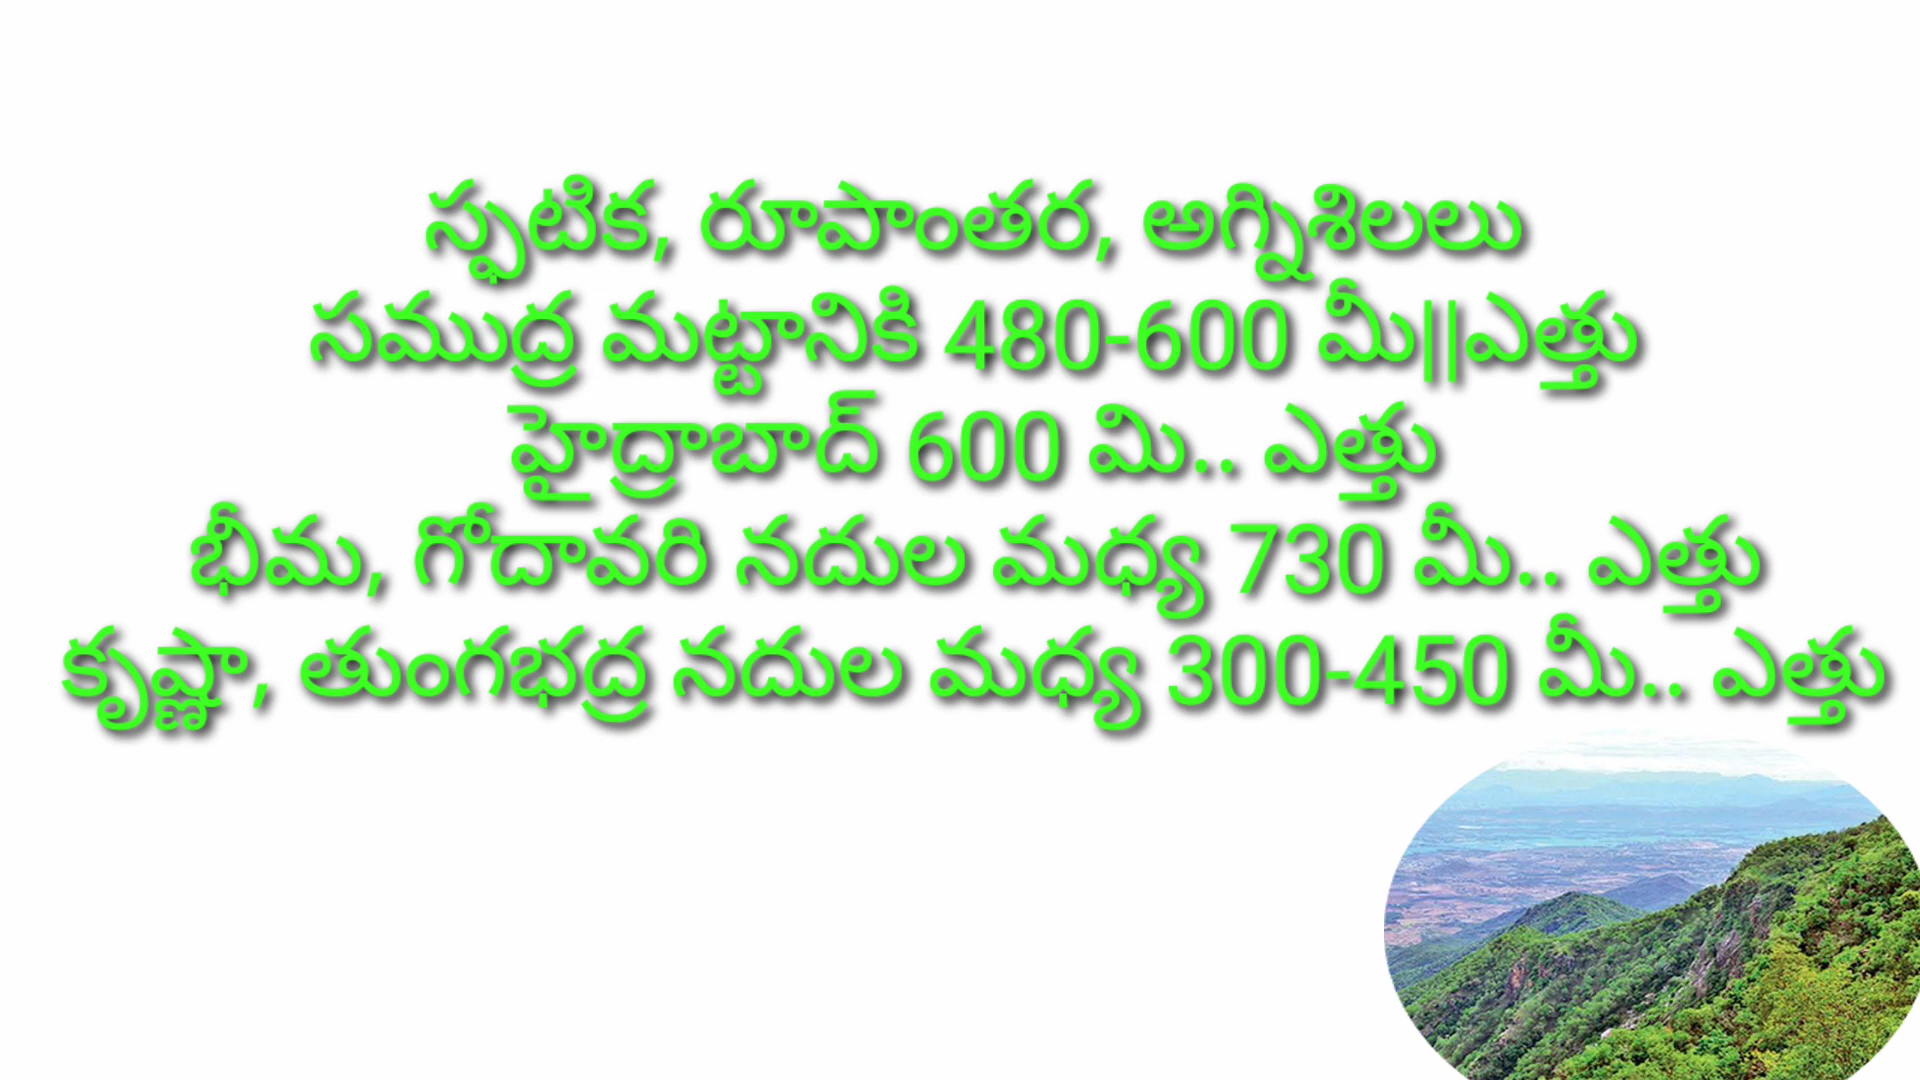 స్ఫటిక, రూపాంతర, అగ్నిశిలలు
సముద్ర మట్టానికి 480-600 మీ||ఎత్తు
హైద్రాబాద్ 600 మి.. ఎత్తు
భీమ, గోదావరి నదుల మధ్య 730 మీ.. ఎత్తు
కృష్ణా, తుంగభద్ర నదుల మధ్య 300-450 మీ.. ఎత్తు